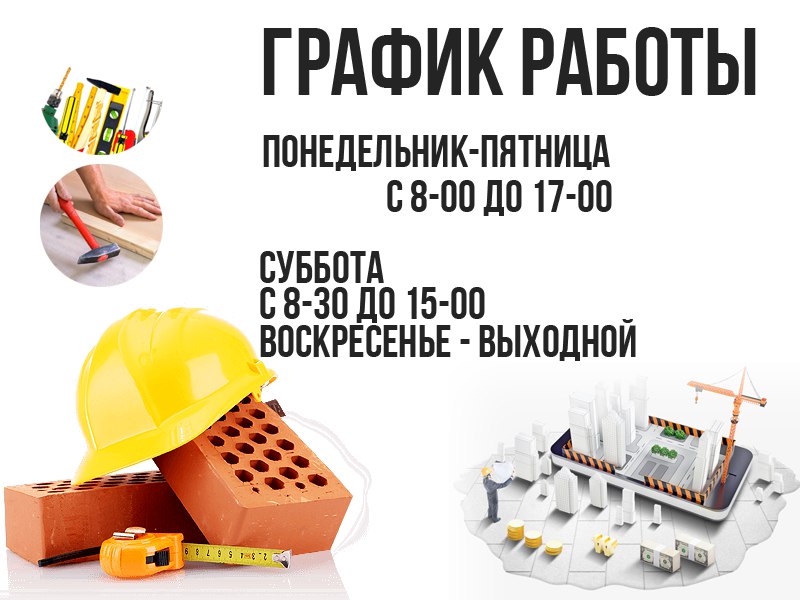 ГРАФИК РАБОТЫ
ПОНЕДЕЛЬНИК-ПЯТНИЦА
С 8-00 ДО 17-00
СУББОТА
С 8-30 ДО 15-00
ВОСКРЕСЕНЬЕ - ВЫХОДНОЙ